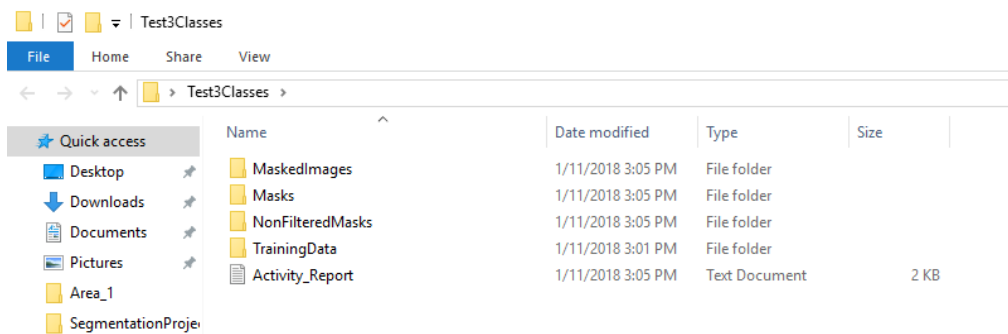 Test3Classes
File Home Share View
Test3Classes
Quick access
Desktop
Downloads
Documents
Pictures
Area_1
SegmentationProje
Name Date modified Type Size
MaskedImages 1/11/2018 3:05 PM File folder
Masks 1/11/2018 3:05 PM File folder
NonFilteredMasks 1/11/2018 3:05 PM File folder
TrainingData 1/11/2018 3:01 PM File folder
Activity_Report 1/11/2018 3:05 PM Text Document 2 KB